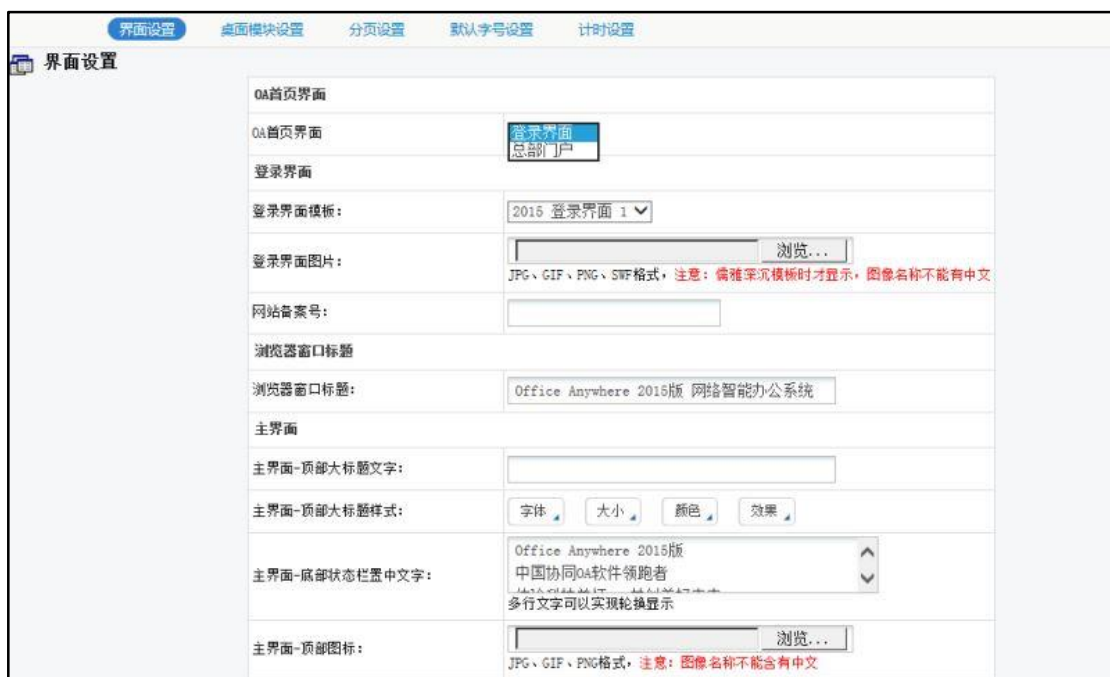 界面设置 桌面模块设置 分页设置 默认字号设置 计时设置
界面设置
OA首页界面
OA首页界面
登录界面
总部门户
登录界面
登录界面模板：
2015 登录界面 1
登录界面图片：
浏览...
JPG、GIF、PNG、SWF格式，注意：儒雅深沉模板时才显示，图像名称不能有中文
网站备案号：
浏览器窗口标题
浏览器窗口标题：
Office Anywhere 2015版 网络智能办公系统
主界面
主界面-顶部大标题文字：
主界面-顶部大标题样式：
字体 大小 颜色 效果
主界面-底部状态栏置中文字：
Office Anywhere 2015版
中国协同OA软件领跑者
多行文字可以实现轮换显示
主界面-顶部图标：
浏览...
JPG、GIF、PNG格式，注意：图像名称不能含有中文